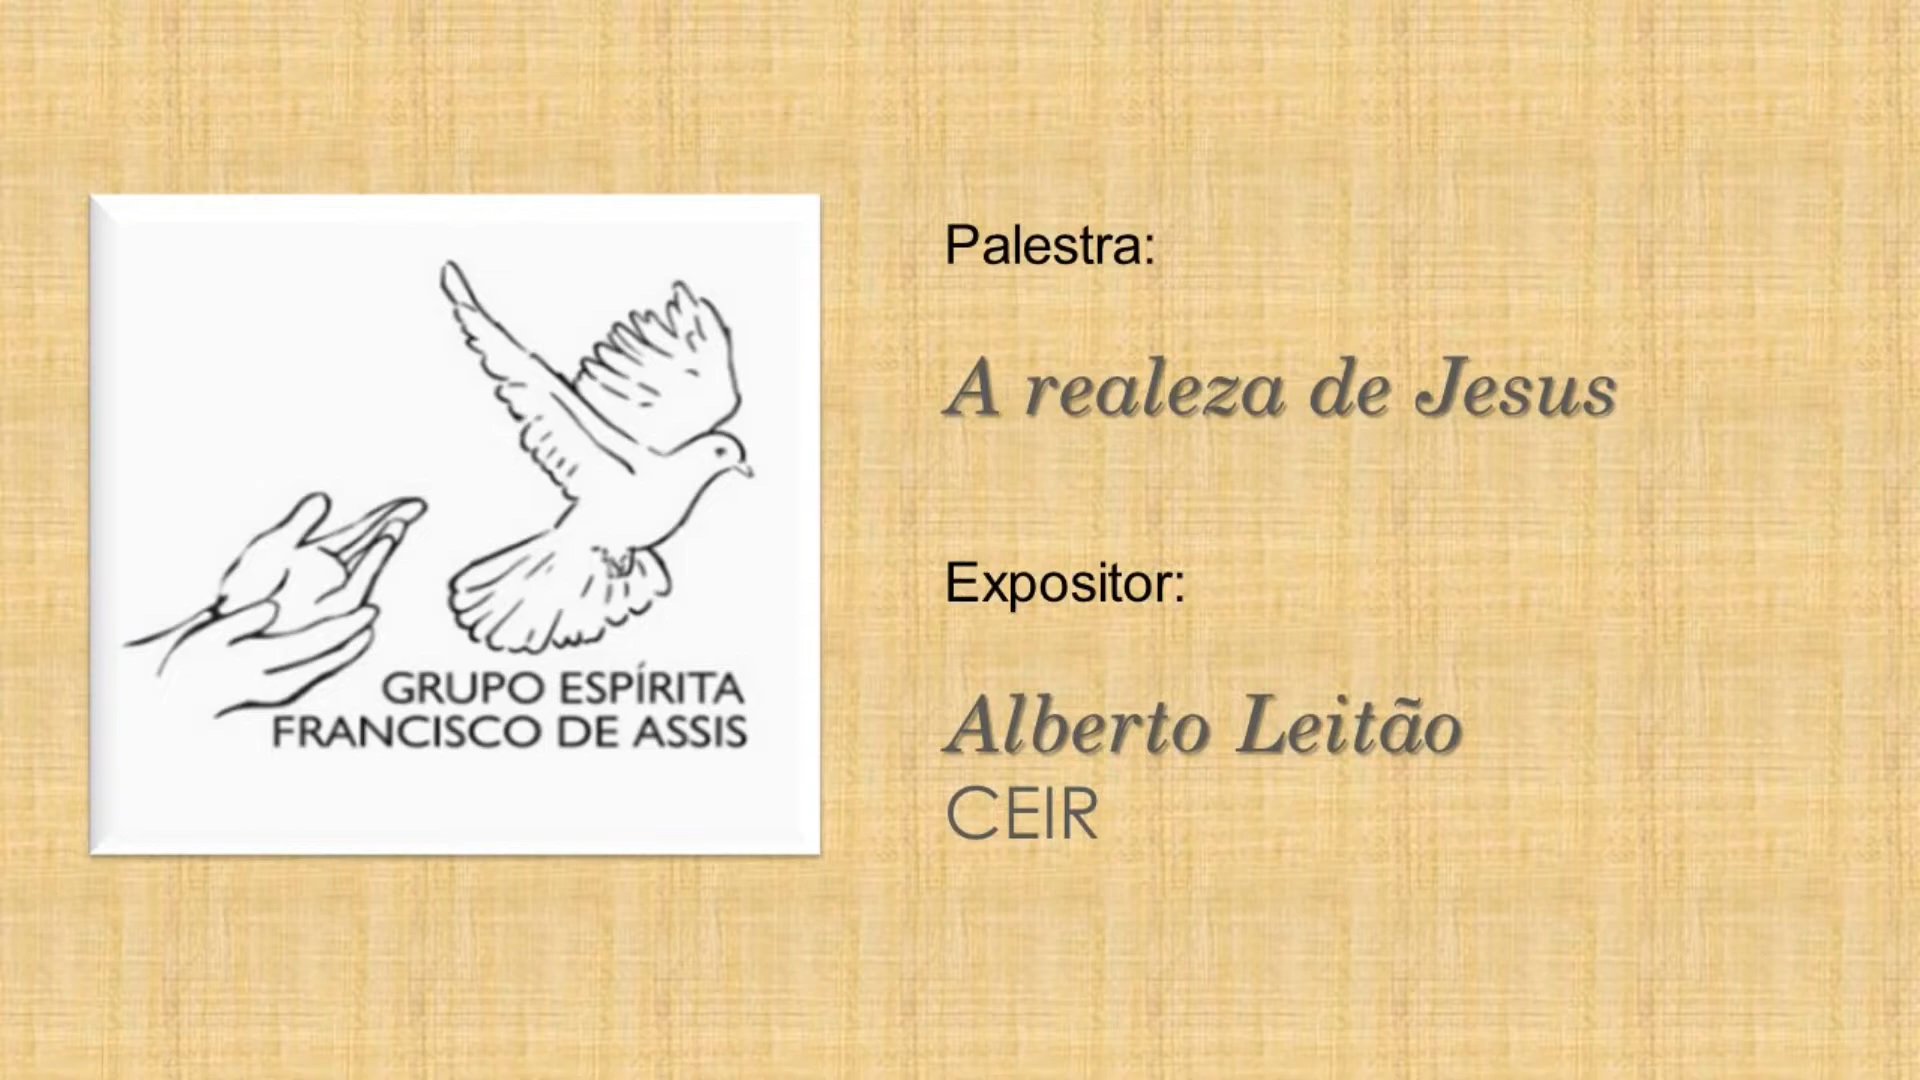 GRUPO ESPÍRITA
FRANCISCO DE ASSIS
Palestra:
A realeza de Jesus
Expositor:
Alberto Leitão
CEIR